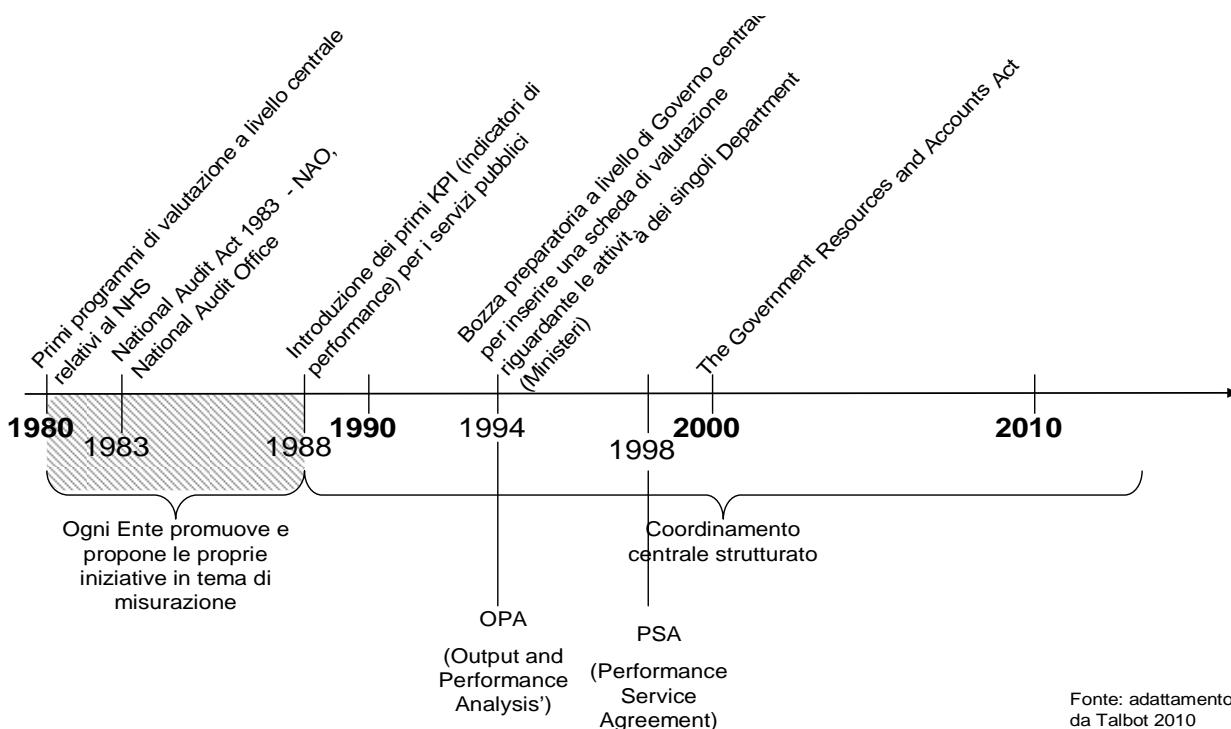 Primi programmi di valutazione a livello centrale
relativi al NHS
National Audit Act 1983 - NAO,
National Audit Office
Introduzione dei primi KPI (indicatori di
performance) per i servizi pubblici
Bozza preparatoria a livello di Governo centrale
per inserire una scheda di valutazione
riguardante le attività dei singoli Department
(Ministeri)
The Government Resources and Accounts Act
1980
1983
1988
1990
1994
1998
2000
2010
Ogni Ente promuove e
propone le proprie
iniziative in tema di
misurazione
Coordinamento
centrale strutturato
OPA
(Output and
Performance
Analysis’)
PSA
(Performance
Service
Agreement)
Fonte: adattamento
da Talbot 2010